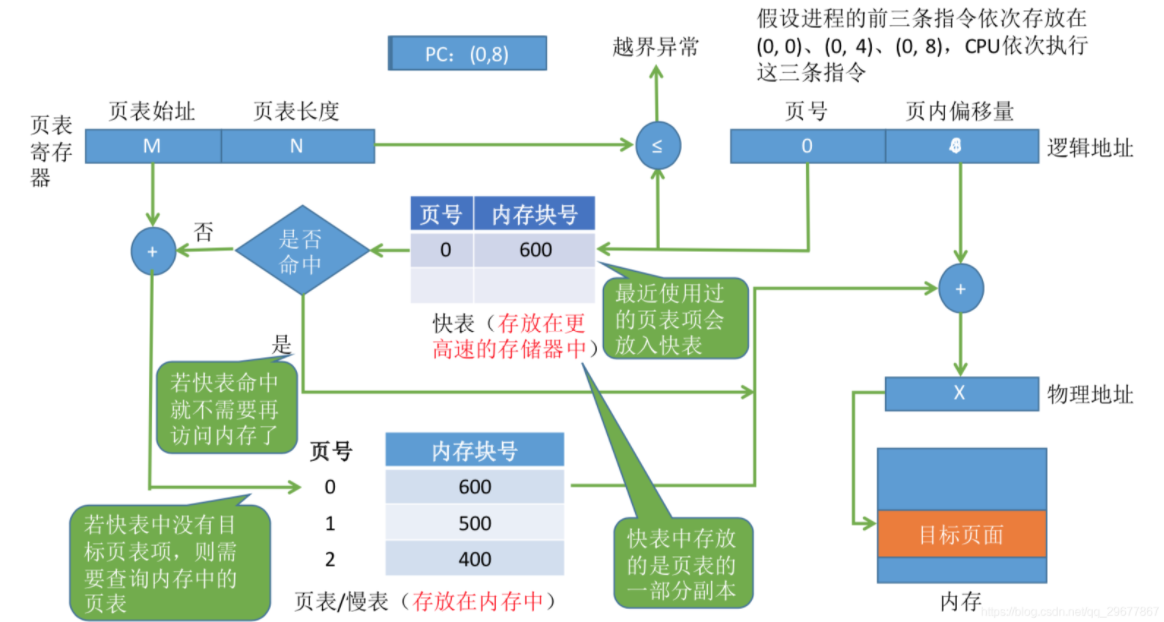 假设进程的前三条指令依次存放在
(0, 0)、(0, 4)、(0, 8)，CPU依次执行
这三条指令
PC：(0,8)
越界异常
页表始址
页表长度
页号
页内偏移量
页表
寄存
器
M
N
≤
0
逻辑地址
页号
内存块号
0
600
否
是否
命中
+
+
最近使用过
的页表项会
放入快表
快表（存放在更
高速的存储器中）
是
若快表命中
就不需要再
访问内存了
X
物理地址
页号
内存块号
0
600
1
500
2
400
若快表中没有目
标页表项，则需
要查询内存中的
页表
快表中存放
的是页表的
一部分副本
目标页面
页表/慢表（存放在内存中）
内存
https://blog.csdn.net/qq_29677867